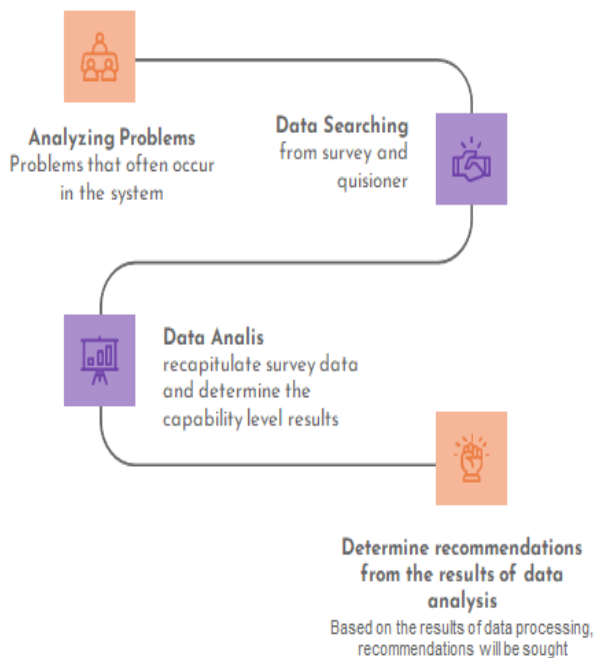 Analyzing Problems
Problems that often occur
in the system
Data Searching
from survey and
quisioner
Data Analis
recapitulate survey data
and determine the
capability level results
Determine recommendations
from the results of data
analysis
Based on the results of data processing,
recommendations will be sought